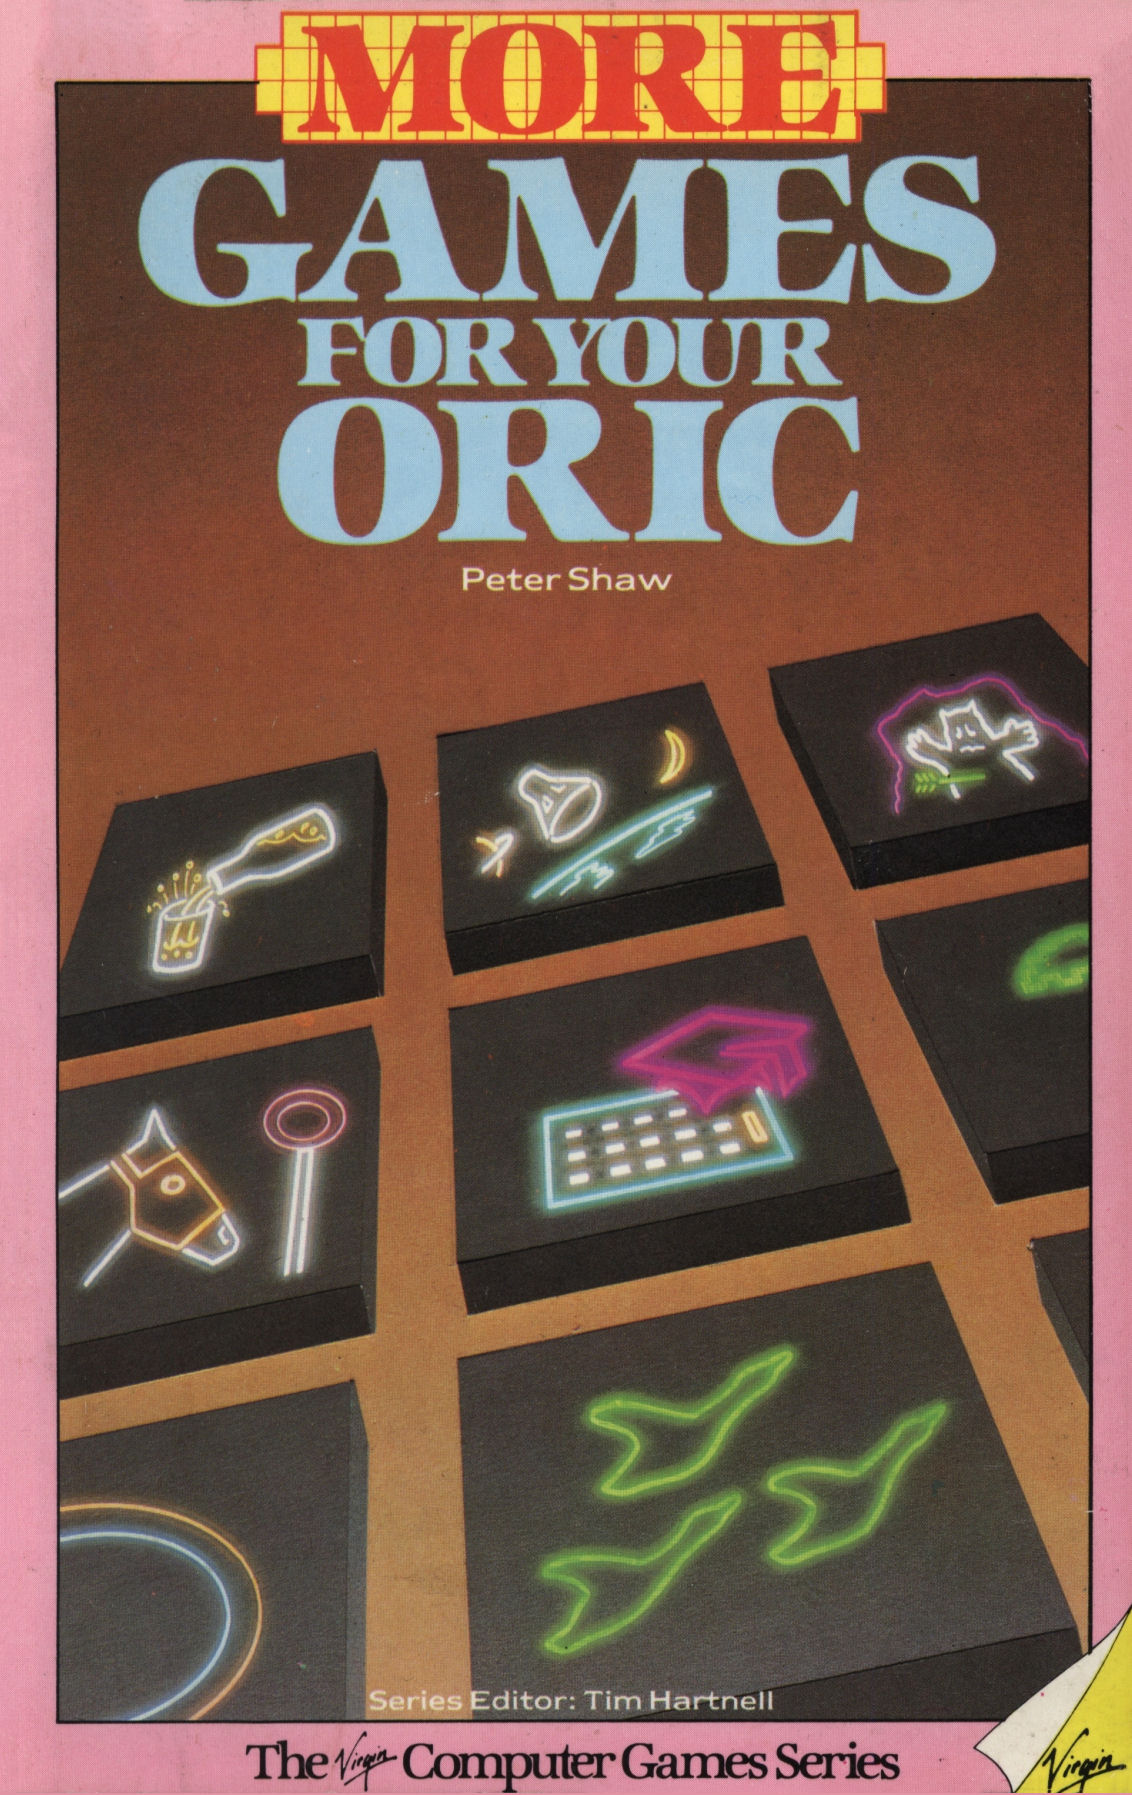 MORE
GAMES
FOR YOUR
ORIC
Peter Shaw
Series Editor: Tim Hartnell
The Virgin Computer Games Series
Virgin